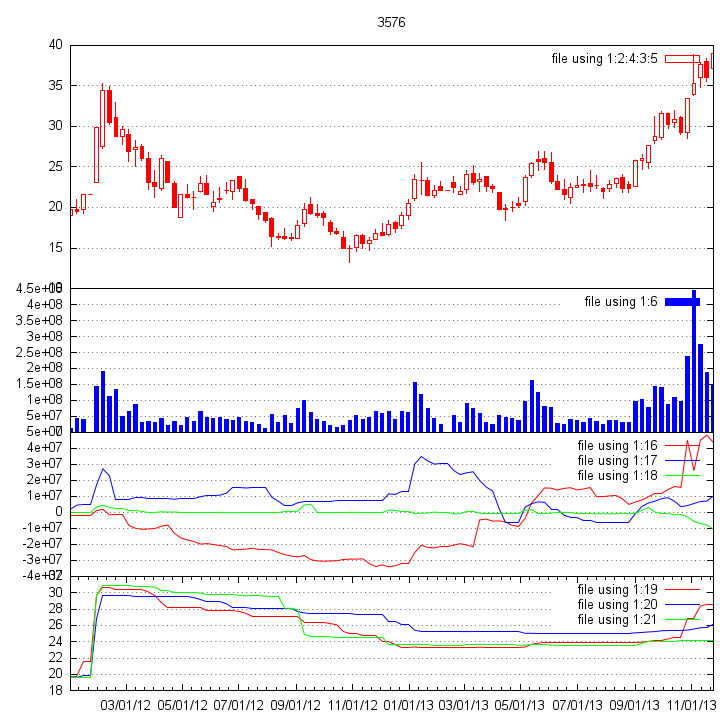 3576
40
file using 1:2:4:3:5
35
30
25
20
15
4.5e+08
file using 1:6
4e+08
3.5e+08
3e+08
2.5e+08
2e+08
1.5e+08
1e+08
5e+07
file using 1:16
4e+07
file using 1:17
3e+07
file using 1:18
2e+07
1e+07
0
-1e+07
-2e+07
-3e+07
file using 1:19
30
file using 1:20
28
file using 1:21
26
24
22
20
18
03/01/12 05/01/12 07/01/12 09/01/12 11/01/12 01/01/13 03/01/13 05/01/13 07/01/13 09/01/13 11/01/13